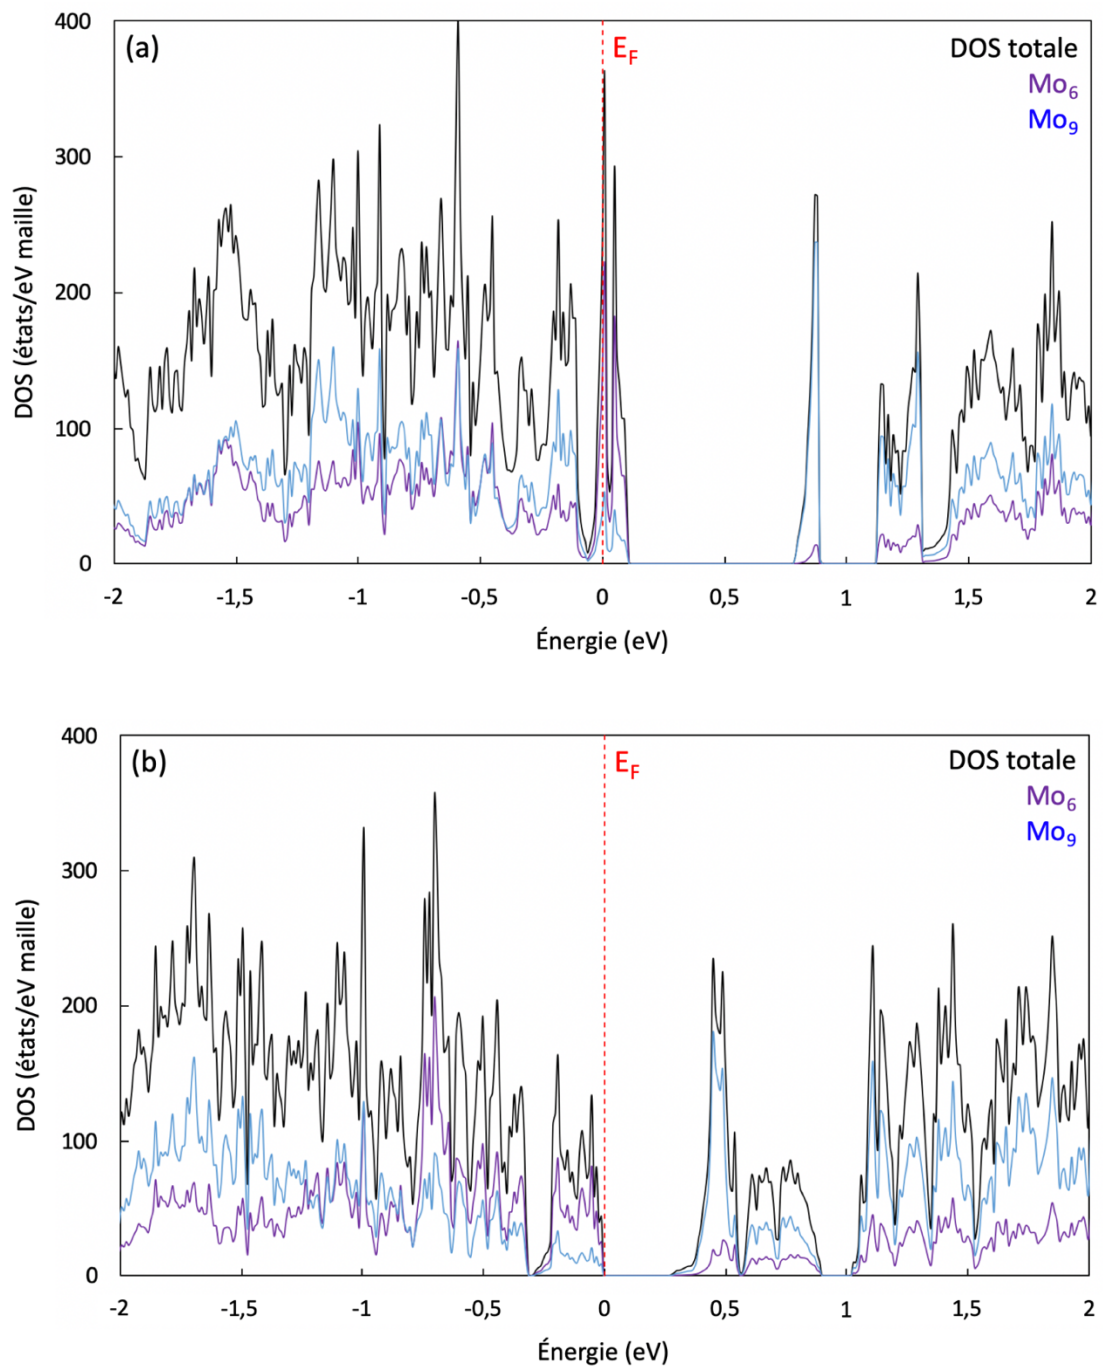 400
(a)
E_F
DOS totale
Mo₆
Mo₉
300
200
100
0
DOS (états/eV maille)
-2
-1,5
-1
-0,5
0
0,5
1
1,5
2
Énergie (eV)
400
(b)
E_F
DOS totale
Mo₆
Mo₉
300
200
100
0
DOS (états/eV maille)
-2
-1,5
-1
-0,5
0
0,5
1
1,5
2
Énergie (eV)